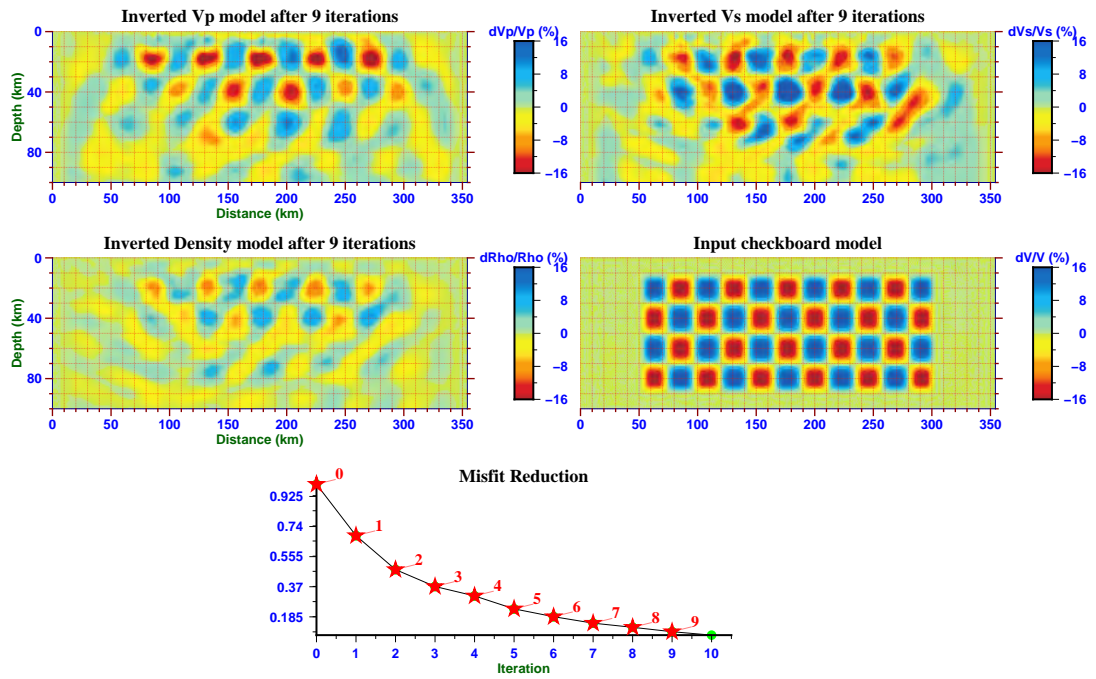 Inverted Vp model after 9 iterations
dVp/Vp (%)
0
40
80
Depth (km)
16
8
0
−8
−16
0 50 100 150 200 250 300 350
Distance (km)
Inverted Vs model after 9 iterations
dVs/Vs (%)
16
8
0
−8
−16
0 50 100 150 200 250 300 350
Inverted Density model after 9 iterations
dRho/Rho (%)
0
40
80
Depth (km)
16
8
0
−8
−16
0 50 100 150 200 250 300 350
Distance (km)
Input checkboard model
dV/V (%)
16
8
0
−8
−16
0 50 100 150 200 250 300 350
Misfit Reduction
0.925
0.74
0.555
0.37
0.185
0
1
2
3
4
5
6
7
8
9
0 1 2 3 4 5 6 7 8 9 10
Iteration